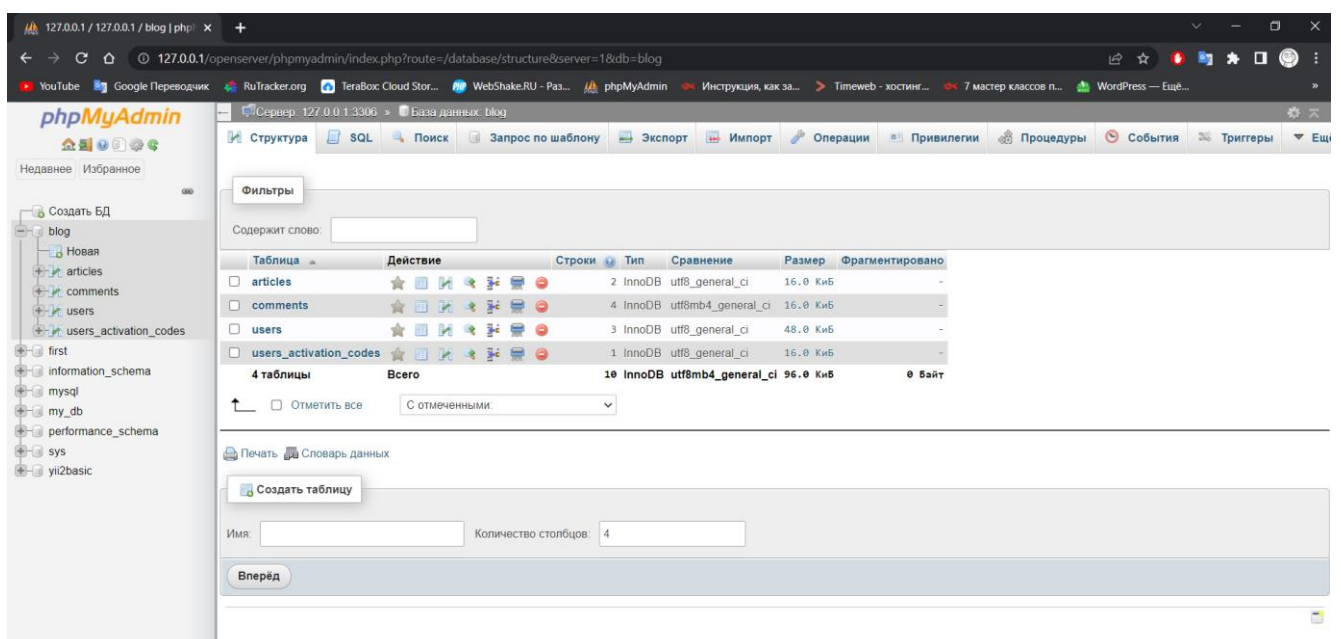 127.0.0.1 / 127.0.0.1 / blog | php
127.0.0.1/openserver/phpmyadmin/index.php?route=/database/structure&server=1&db=blog
YouTube Google Переводчик RuTracker.org TeraBox: Cloud Stor... WebShake.RU - Раз... phpMyAdmin Инструкция, как за... Timeweb - хостинг... 7 мастер классов п... WordPress — Ещё... »
phpMyAdmin
Недавнее Избранное
Создать БД
blog
Новая
articles
comments
users
users_activation_codes
first
information_schema
mysql
my_db
performance_schema
sys
yii2basic
Сервер: 127.0.0.1:3306 » База данных: blog
Структура SQL Поиск Запрос по шаблону Экспорт Импорт Операции Привилегии Процедуры События Триггеры
Фильтры
Содержит слово:
Таблица Действие Строки Тип Сравнение Размер Фрагментировано
articles 2 InnoDB utf8_general_ci 16.0 КиБ -
comments 4 InnoDB utf8mb4_general_ci 16.0 КиБ -
users 3 InnoDB utf8_general_ci 48.0 КиБ -
users_activation_codes 1 InnoDB utf8_general_ci 16.0 КиБ -
4 таблицы Всего 10 InnoDB utf8mb4_general_ci 96.0 КиБ 0 Байт
Отметить все С отмеченными:
Печать Словарь данных
Создать таблицу
Имя: Количество столбцов: 4
Вперёд